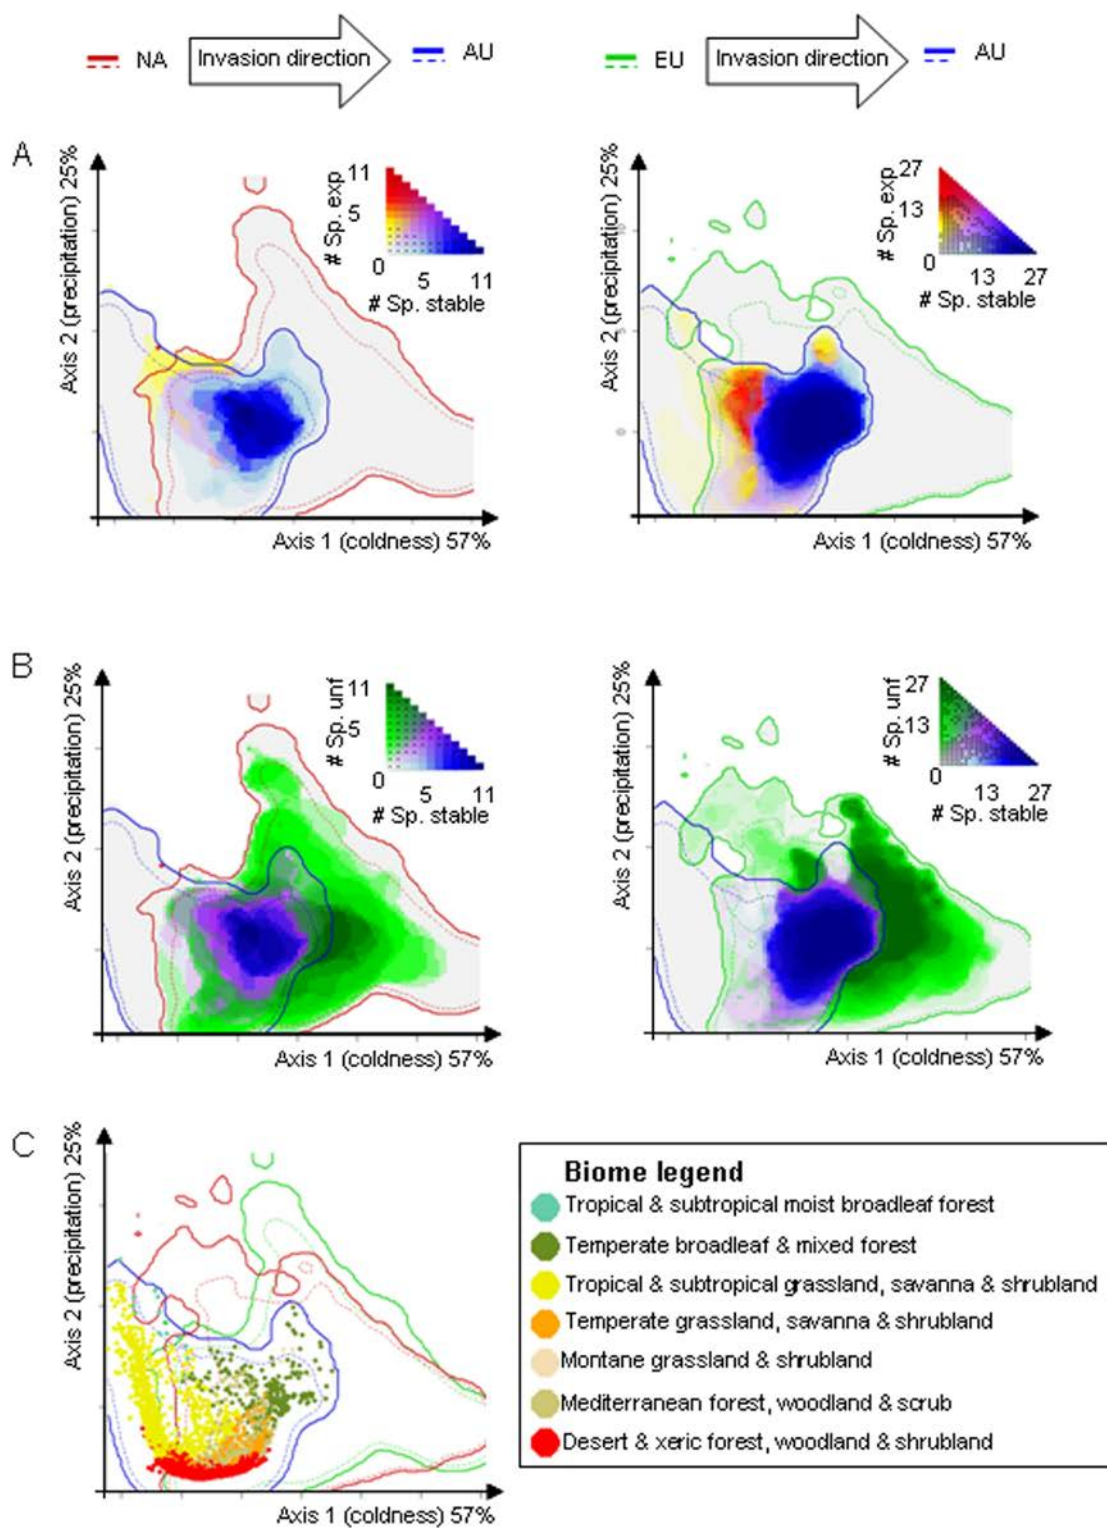 NA
Invasion direction
AU
EU
Invasion direction
AU
A
Axis 2 (precipitation) 25%
# Sp. exp
11
5
0
5
11
# Sp. stable
Axis 1 (coldness) 57%
Axis 2 (precipitation) 25%
# Sp. exp
27
13
0
13
27
# Sp. stable
Axis 1 (coldness) 57%
B
Axis 2 (precipitation) 25%
# Sp. unf
11
5
0
5
11
# Sp. stable
Axis 1 (coldness) 57%
Axis 2 (precipitation) 25%
# Sp. unf
27
13
0
13
27
# Sp. stable
Axis 1 (coldness) 57%
C
Axis 2 (precipitation) 25%
Axis 1 (coldness) 57%
Biome legend
Tropical & subtropical moist broadleaf forest
Temperate broadleaf & mixed forest
Tropical & subtropical grassland, savanna & shrubland
Temperate grassland, savanna & shrubland
Montane grassland & shrubland
Mediterranean forest, woodland & scrub
Desert & xeric forest, woodland & shrubland